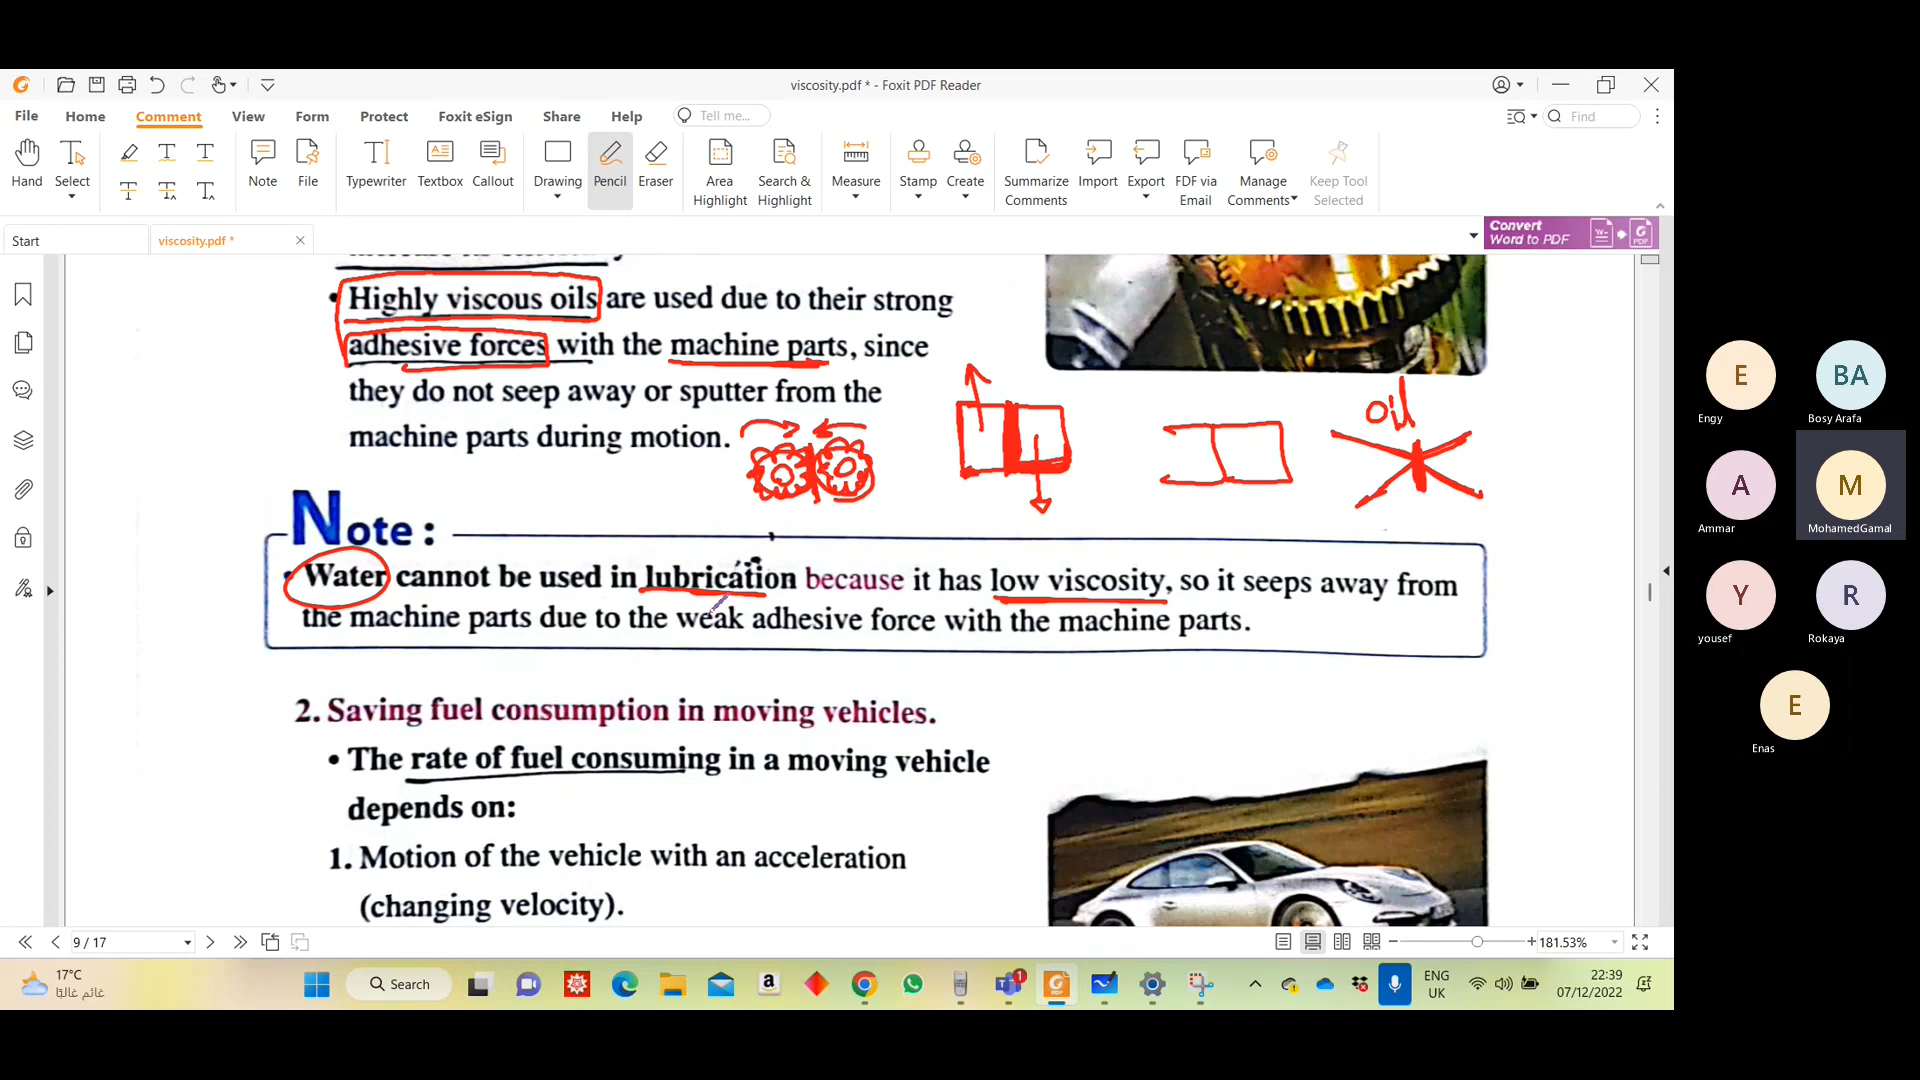 viscosity.pdf * - Foxit PDF Reader
File Home Comment View Form Protect Foxit eSign Share Help Tell me... Find
Hand Select Note File Typewriter Textbox Callout Drawing Pencil Eraser Area Highlight Search & Highlight Measure Stamp Create Summarize Comments Import Export FDF via Email Manage Comments Keep Tool Selected
Start viscosity.pdf * Convert Word to PDF
• Highly viscous oils are used due to their strong
adhesive forces with the machine parts, since
they do not seep away or sputter from the
machine parts during motion.
oil
Note :
• Water cannot be used in lubrication because it has low viscosity, so it seeps away from
the machine parts due to the weak adhesive force with the machine parts.
2. Saving fuel consumption in moving vehicles.
• The rate of fuel consuming in a moving vehicle
depends on:
1. Motion of the vehicle with an acceleration
(changing velocity).
9 / 17 181.53%
17°C
غائم غالبًا
Search
1
ENG
UK
22:39
07/12/2022
E BA
Engy Bosy Arafa
A M
Ammar MohamedGamal
Y R
yousef Rokaya
E
Enas